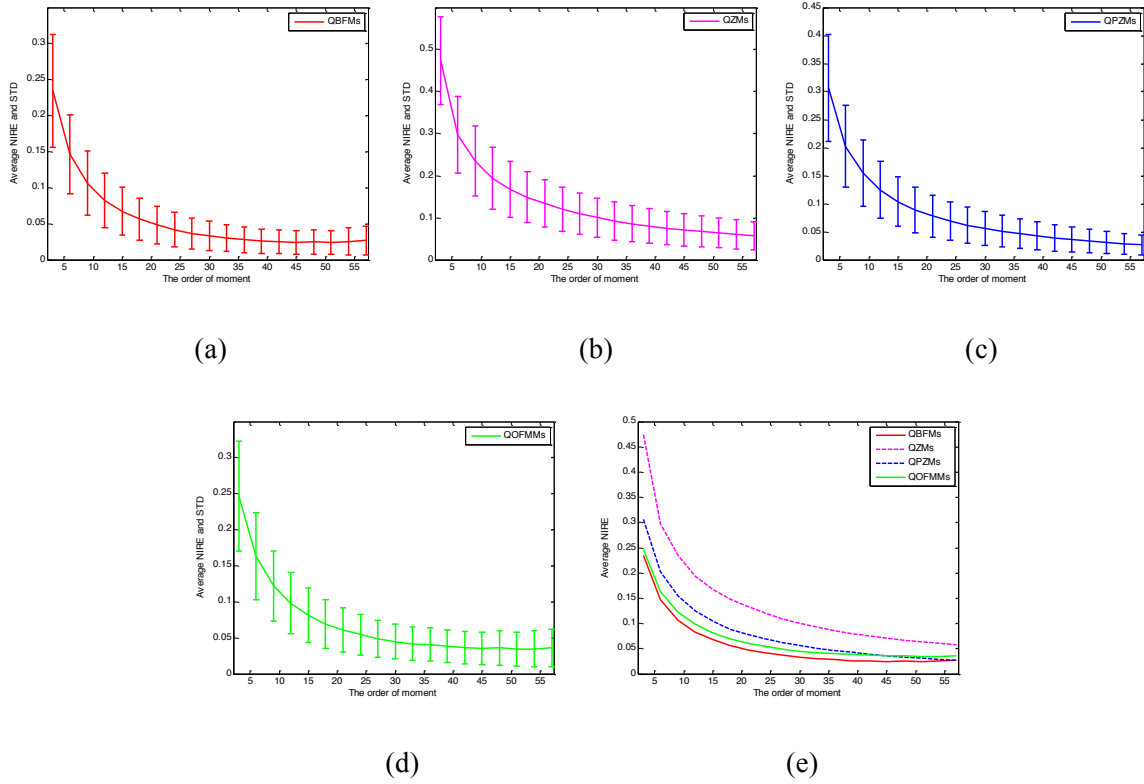 QBFMs
Average NIRE and STD
0.3
0.25
0.2
0.15
0.1
0.05
0
5 10 15 20 25 30 35 40 45 50 55
The order of moment
(a)
QZMs
Average NIRE and STD
0.5
0.4
0.3
0.2
0.1
0
5 10 15 20 25 30 35 40 45 50 55
The order of moment
(b)
QPZMs
Average NIRE and STD
0.45
0.4
0.35
0.3
0.25
0.2
0.15
0.1
0.05
0
5 10 15 20 25 30 35 40 45 50 55
The order of moment
(c)
QOFMMs
Average NIRE and STD
0.3
0.25
0.2
0.15
0.1
0.05
0
5 10 15 20 25 30 35 40 45 50 55
The order of moment
(d)
QBFMs
QZMs
QPZMs
QOFMMs
Average NIRE
0.5
0.45
0.4
0.35
0.3
0.25
0.2
0.15
0.1
0.05
0
5 10 15 20 25 30 35 40 45 50 55
The order of moment
(e)